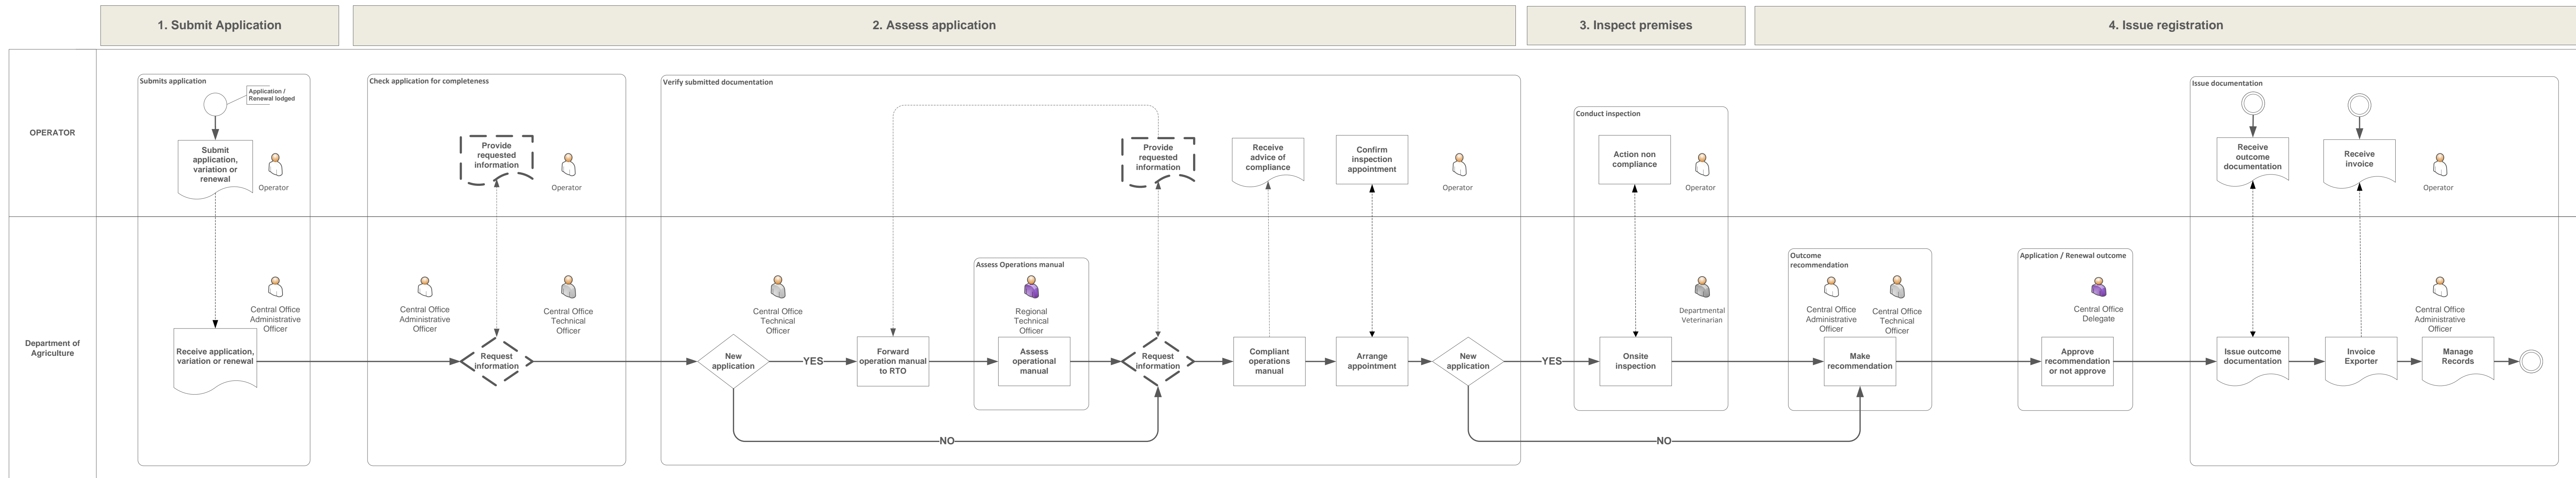 1. Submit Application
2. Assess application
3. Inspect premises
4. Issue registration
OPERATOR
Submits application
Application /
Renewal lodged
Submit
application,
variation or
renewal
Operator
Check application for completeness
Provide
requested
information
Operator
Verify submitted documentation
Provide
requested
information
Receive
advice of
compliance
Confirm
inspection
appointment
Operator
Conduct inspection
Action non
compliance
Operator
Issue documentation
Receive
outcome
documentation
Receive
invoice
Operator
Department of
Agriculture
Central Office
Administrative
Officer
Receive application,
variation or renewal
Central Office
Administrative
Officer
Request
information
Central Office
Technical
Officer
Central Office
Technical
Officer
New
application
YES
NO
Forward
operation manual
to RTO
Assess Operations manual
Regional
Technical
Officer
Assess
operational
manual
Request
information
Compliant
operations
manual
Arrange
appointment
New
application
YES
NO
Departmental
Veterinarian
Onsite
inspection
Outcome
recommendation
Central Office
Administrative
Officer
Central Office
Technical
Officer
Make
recommendation
Application / Renewal outcome
Central Office
Delegate
Approve
recommendation
or not approve
Central Office
Administrative
Officer
Issue outcome
documentation
Invoice
Exporter
Manage
Records